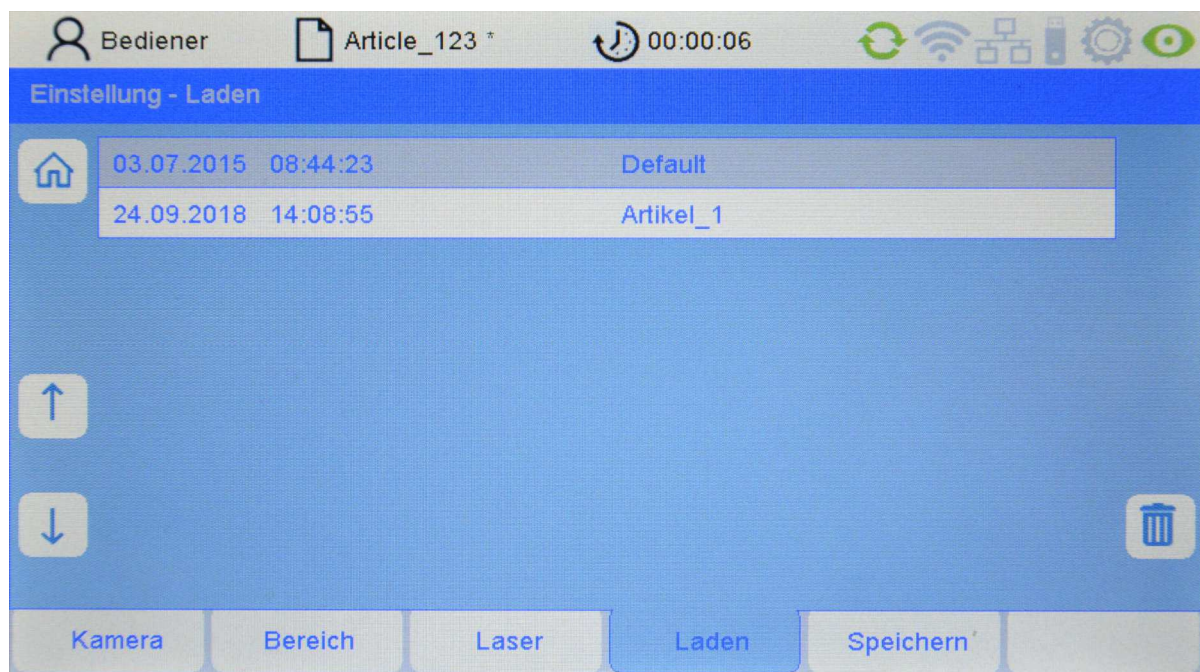 Bediener Article_123 * 00:00:06
Einstellung - Laden
03.07.2015 08:44:23 Default
24.09.2018 14:08:55 Artikel_1
Kamera Bereich Laser Laden Speichern